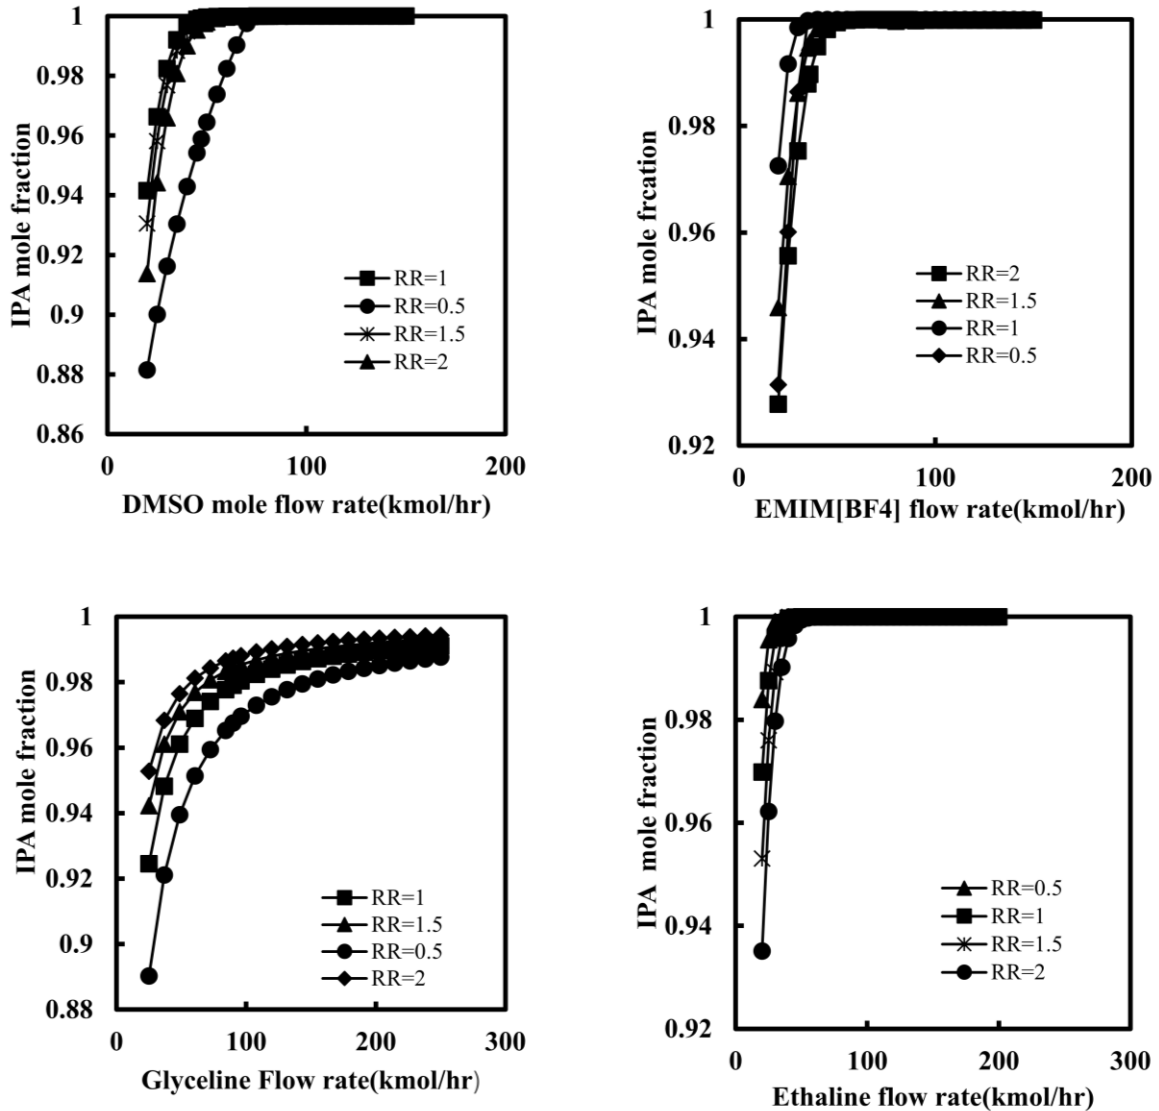 1
0.98
0.96
0.94
0.92
0.9
0.88
0.86
0 100 200
IPA mole fraction
DMSO mole flow rate(kmol/hr)
RR=1
RR=0.5
RR=1.5
RR=2
1
0.98
0.96
0.94
0.92
0 100 200
IPA mole frcation
EMIM[BF4] flow rate(kmol/hr)
RR=2
RR=1.5
RR=1
RR=0.5
1
0.98
0.96
0.94
0.92
0.9
0.88
0 100 200 300
IPA mole fraction
Glyceline Flow rate(kmol/hr)
RR=1
RR=1.5
RR=0.5
RR=2
1
0.98
0.96
0.94
0.92
0 100 200 300
IPA mole fraction
Ethaline flow rate(kmol/hr)
RR=0.5
RR=1
RR=1.5
RR=2